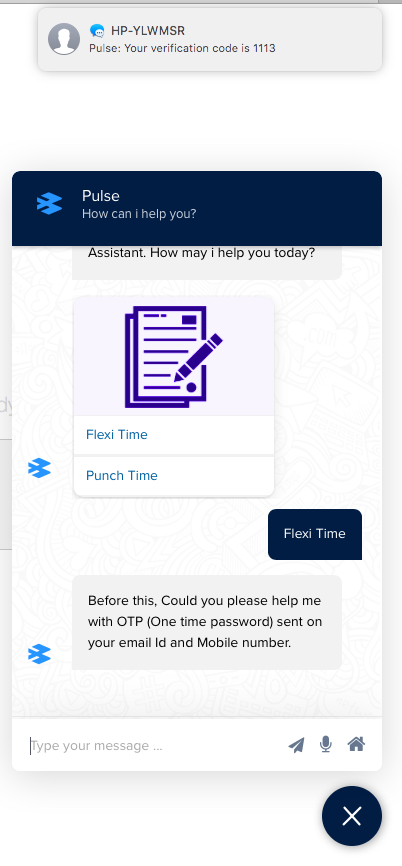 HP-YLWMSR
Pulse: Your verification code is 1113
Pulse
How can i help you?
Assistant. How may i help you today?
Flexi Time
Punch Time
Flexi Time
Before this, Could you please help me
with OTP (One time password) sent on
your email Id and Mobile number.
Type your message ...